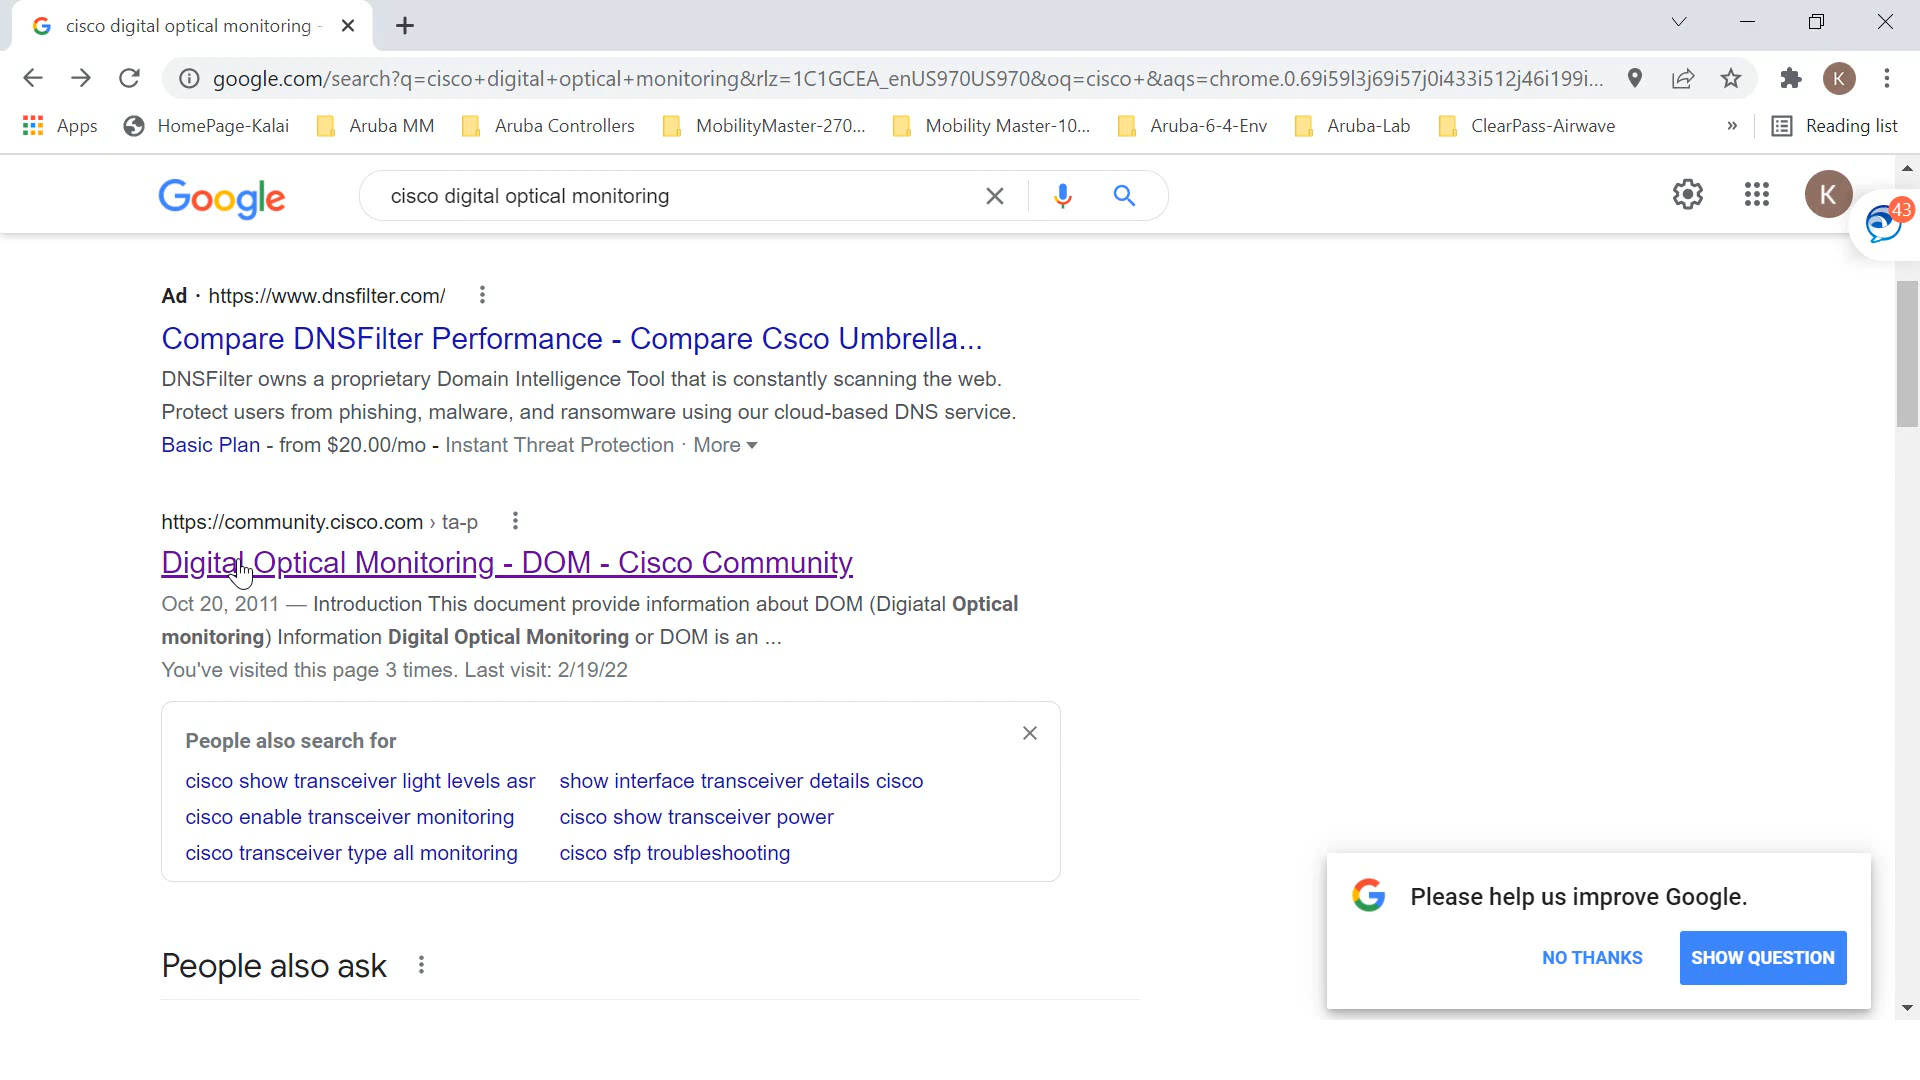 cisco digital optical monitoring -
google.com/search?q=cisco+digital+optical+monitoring&rlz=1C1GCEA_enUS970US970&oq=cisco+&aqs=chrome.0.69i59l3j69i57j0i433i512j46i199i...
K
Apps HomePage-Kalai Aruba MM Aruba Controllers MobilityMaster-270... Mobility Master-10... Aruba-6-4-Env Aruba-Lab ClearPass-Airwave » Reading list
Google cisco digital optical monitoring K
43
Ad · https://www.dnsfilter.com/
Compare DNSFilter Performance - Compare Csco Umbrella...
DNSFilter owns a proprietary Domain Intelligence Tool that is constantly scanning the web.
Protect users from phishing, malware, and ransomware using our cloud-based DNS service.
Basic Plan - from $20.00/mo - Instant Threat Protection · More
https://community.cisco.com › ta-p
Digital Optical Monitoring - DOM - Cisco Community
Oct 20, 2011 — Introduction This document provide information about DOM (Digiatal Optical
monitoring) Information Digital Optical Monitoring or DOM is an ...
You've visited this page 3 times. Last visit: 2/19/22
People also search for
cisco show transceiver light levels asr show interface transceiver details cisco
cisco enable transceiver monitoring cisco show transceiver power
cisco transceiver type all monitoring cisco sfp troubleshooting
People also ask
Please help us improve Google.
NO THANKS SHOW QUESTION